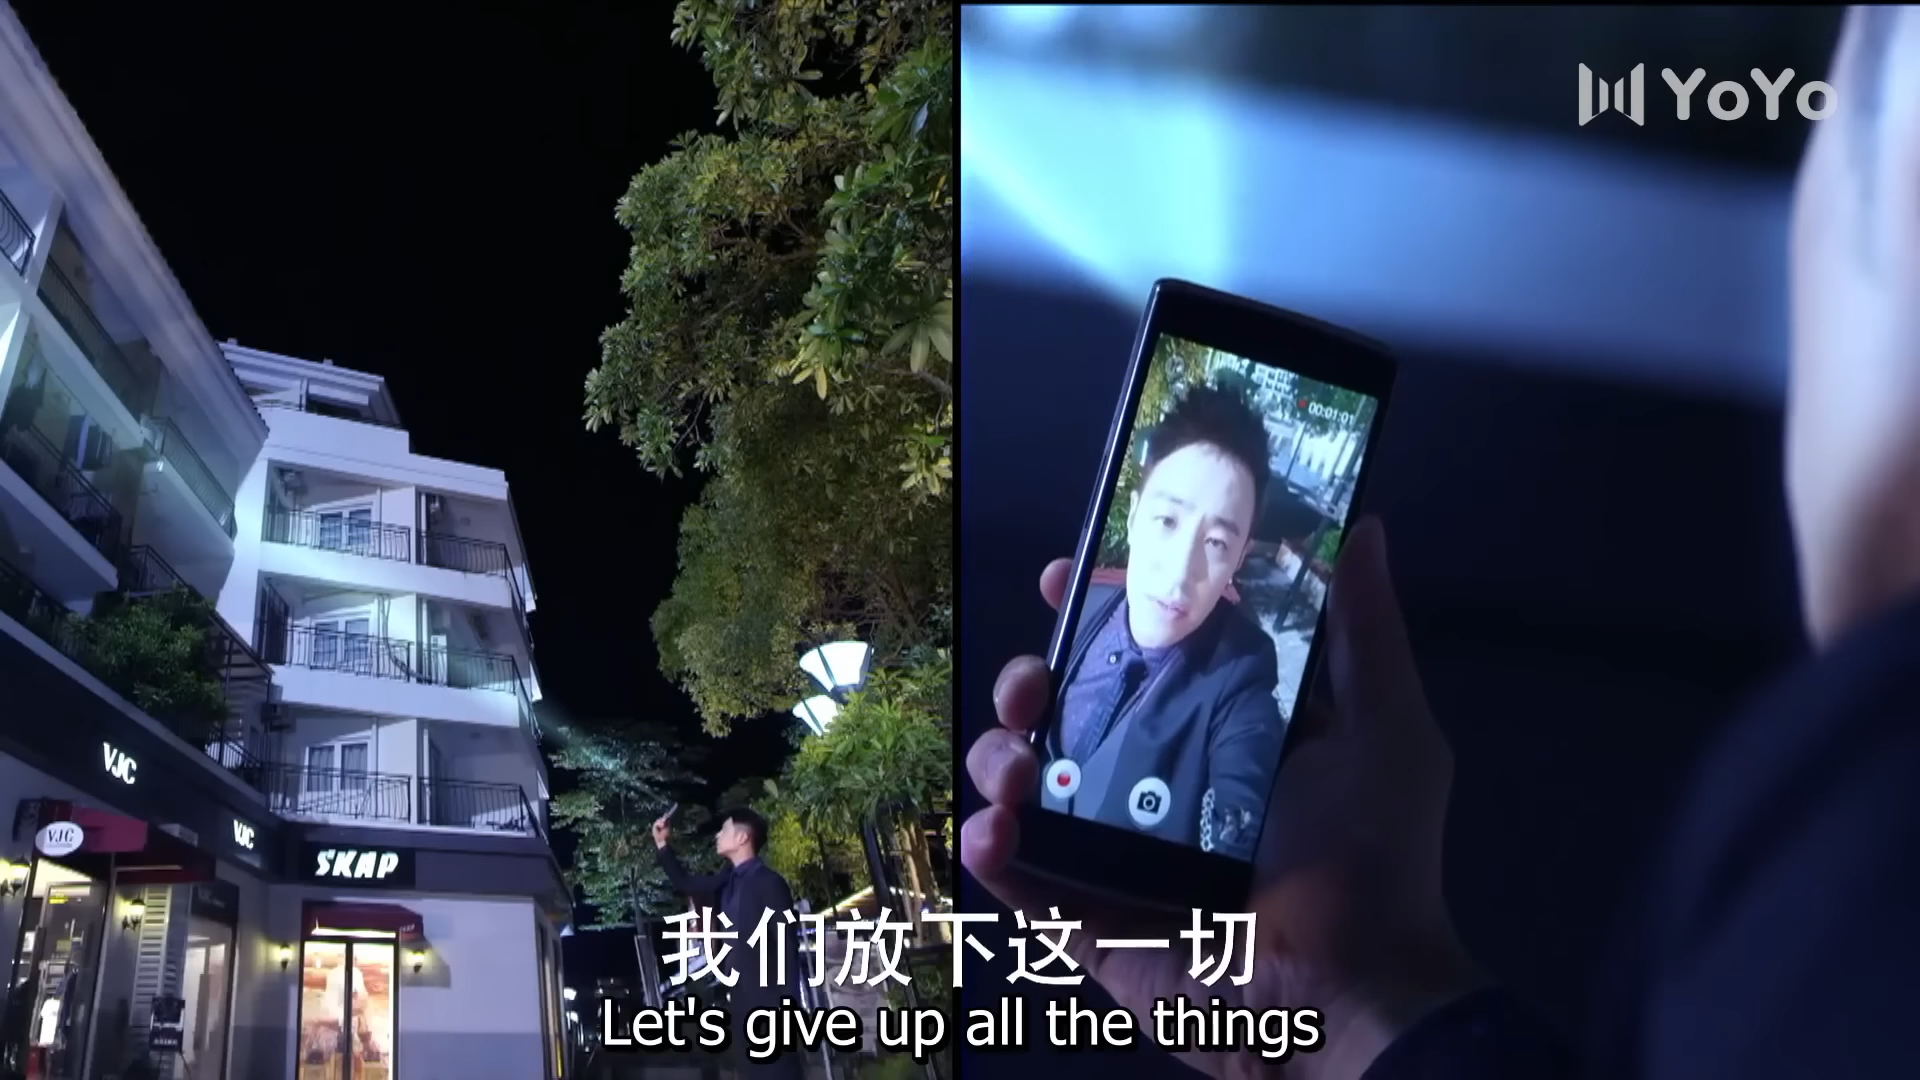 YoYo
00:01:01
VJC
VJC
VJC
SKAP
我们放下这一切
Let's give up all the things